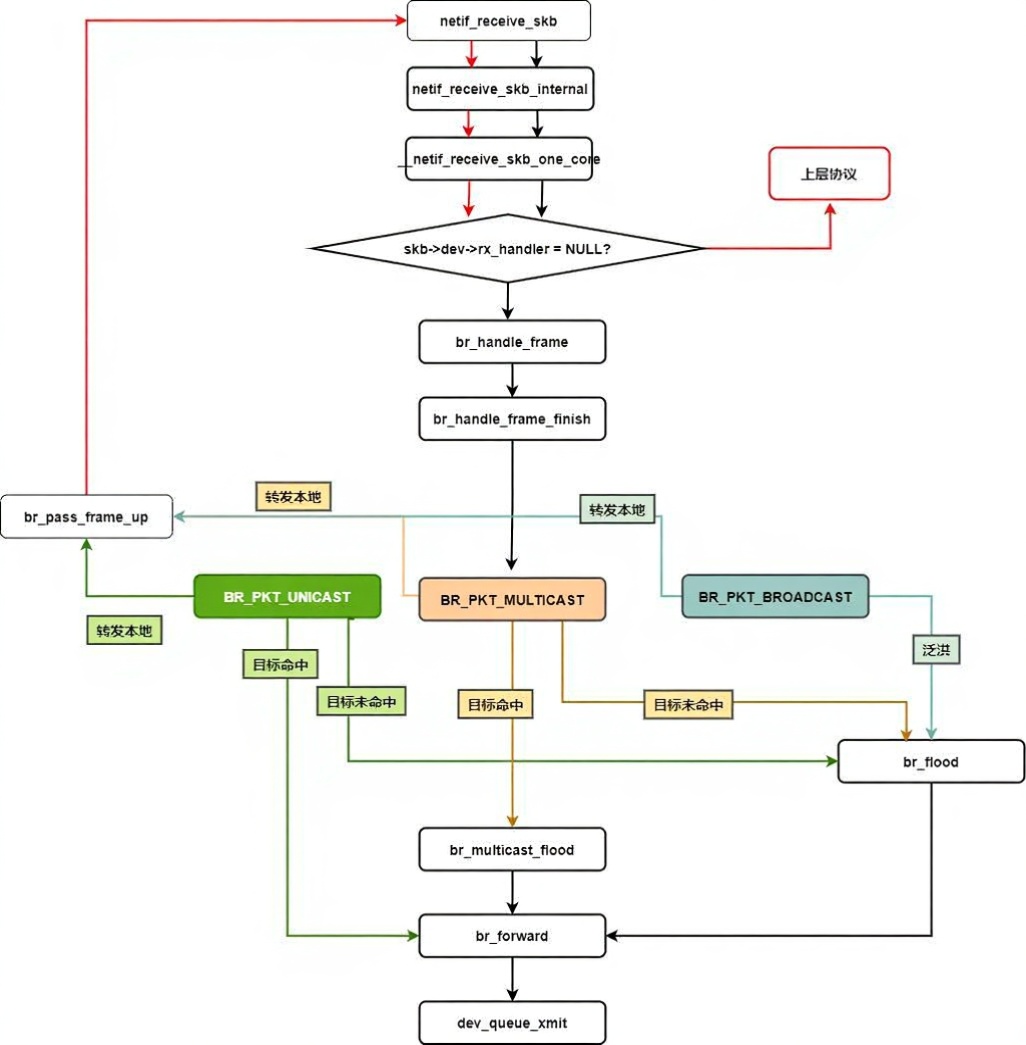 netif_receive_skb
netif_receive_skb_internal
__netif_receive_skb_one_core
上层协议
skb->dev->rx_handler = NULL?
br_handle_frame
br_handle_frame_finish
转发本地
转发本地
br_pass_frame_up
BR_PKT_UNICAST
BR_PKT_MULTICAST
BR_PKT_BROADCAST
转发本地
泛洪
目标命中
目标未命中
目标命中
目标未命中
br_flood
br_multicast_flood
br_forward
dev_queue_xmit